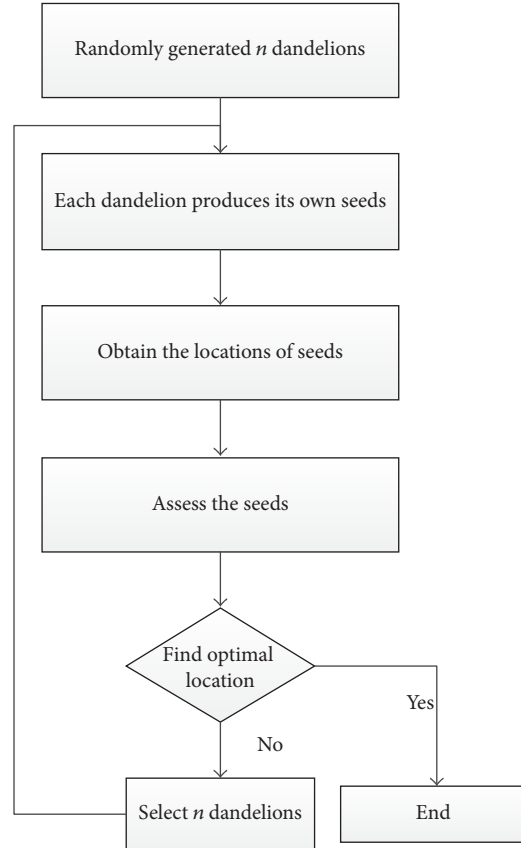 Randomly generated n dandelions
Each dandelion produces its own seeds
Obtain the locations of seeds
Assess the seeds
Find optimal
location
Yes
No
Select n dandelions
End